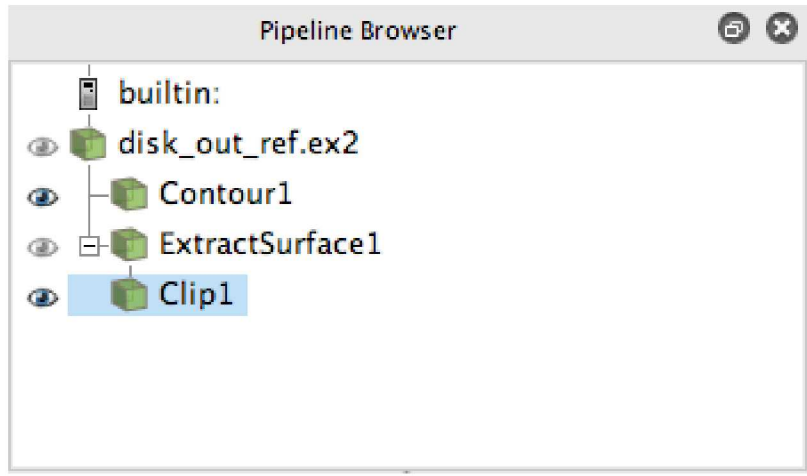 Pipeline Browser
builtin:
disk_out_ref.ex2
Contour1
ExtractSurface1
Clip1